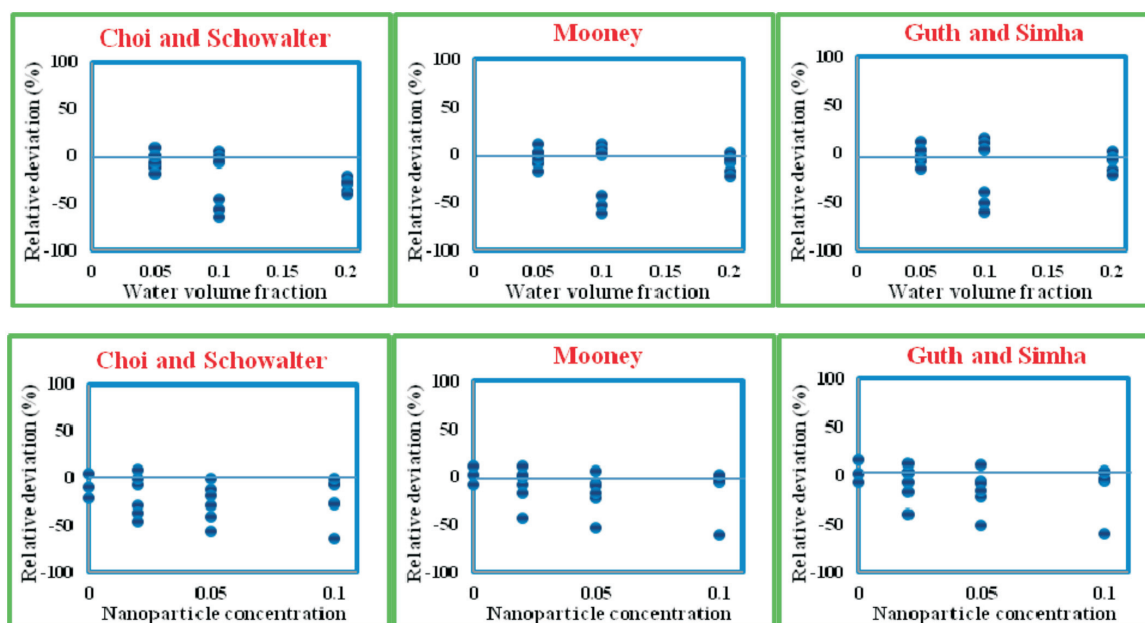 Choi and Schowalter
Relative deviation (%)
100
50
0
-50
-100
0 0.05 0.1 0.15 0.2
Water volume fraction
Mooney
Relative deviation (%)
100
50
0
-50
-100
0 0.05 0.1 0.15 0.2
Water volume fraction
Guth and Simha
Relative deviation (%)
100
50
0
-50
-100
0 0.05 0.1 0.15 0.2
Water volume fraction
Choi and Schowalter
Relative deviation (%)
100
50
0
-50
-100
0 0.05 0.1
Nanoparticle concentration
Mooney
Relative deviation (%)
100
50
0
-50
-100
0 0.05 0.1
Nanoparticle concentration
Guth and Simha
Relative deviation (%)
100
50
0
-50
-100
0 0.05 0.1
Nanoparticle concentration